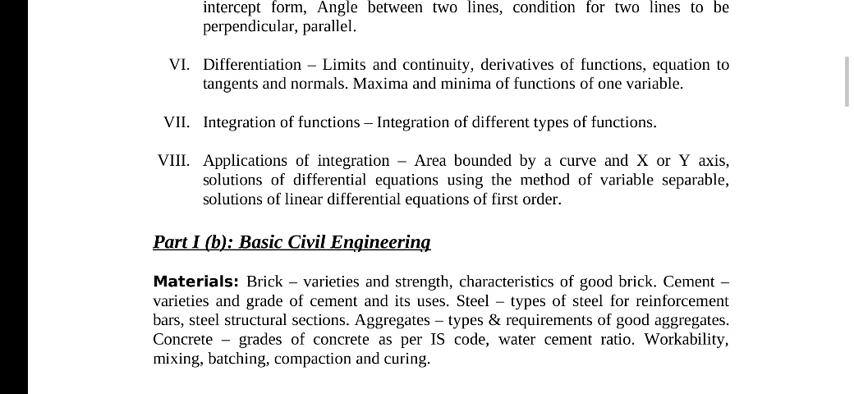 intercept form, Angle between two lines, condition for two lines to be
perpendicular, parallel.
VI. Differentiation – Limits and continuity, derivatives of functions, equation to
tangents and normals. Maxima and minima of functions of one variable.
VII. Integration of functions – Integration of different types of functions.
VIII. Applications of integration – Area bounded by a curve and X or Y axis,
solutions of differential equations using the method of variable separable,
solutions of linear differential equations of first order.
Part I (b): Basic Civil Engineering
Materials: Brick – varieties and strength, characteristics of good brick. Cement –
varieties and grade of cement and its uses. Steel – types of steel for reinforcement
bars, steel structural sections. Aggregates – types & requirements of good aggregates.
Concrete – grades of concrete as per IS code, water cement ratio. Workability,
mixing, batching, compaction and curing.